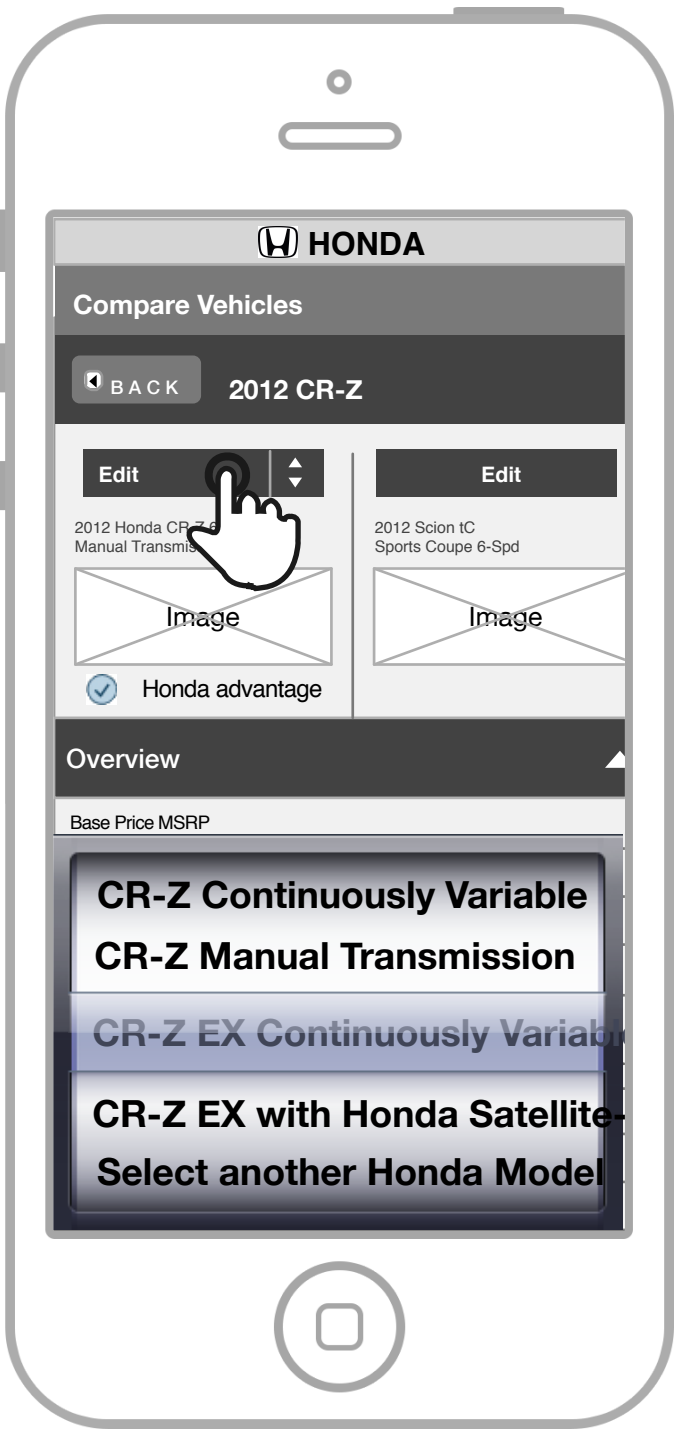 HONDA
Compare Vehicles
BACK
2012 CR-Z
Edit
Edit
2012 Honda CR-Z 6
Manual Transmis
2012 Scion tC
Sports Coupe 6-Spd
Image
Image
Honda advantage
Overview
Base Price MSRP
CR-Z Continuously Variable
CR-Z Manual Transmission
CR-Z EX Continuously Variable
CR-Z EX with Honda Satellite-
Select another Honda Model